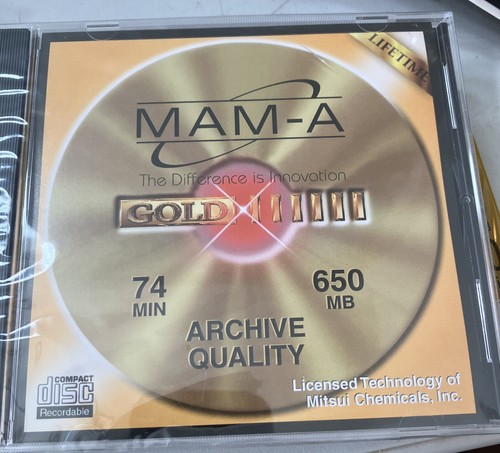 LIFETIME
MAM-A
The Difference is Innovation
GOLD
74
MIN
650
MB
ARCHIVE
QUALITY
COMPACT
disc
Recordable
Licensed Technology of
Mitsui Chemicals, Inc.